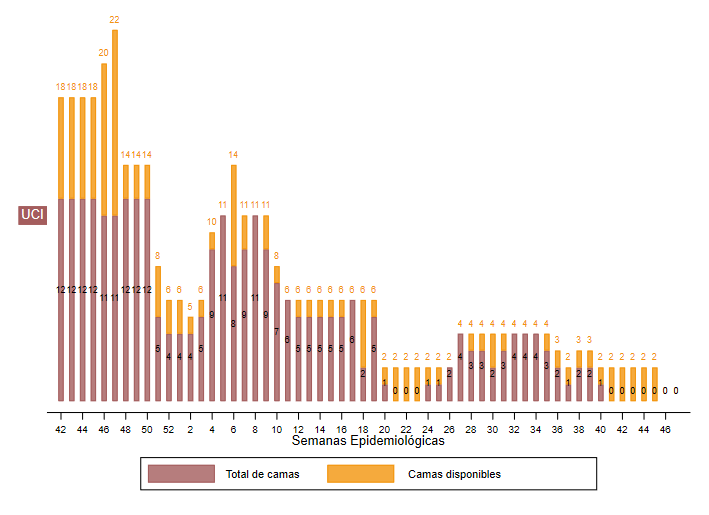 18 18 18 18 20 22 14 14 14 8 6 6 5 6 10 11 14 11 11 11 8 6 6 6 6 6 6 6 6 6 2 2 2 2 2 2 2 4 4 4 4 4 4 4 4 4 3 2 3 3 2 2 2 2 2 2
UCI
12 12 12 12 11 11 12 12 12 5 4 4 4 5 9 11 8 9 11 9 7 6 5 5 5 5 5 6 2 5 1 0 0 0 1 1 2 4 3 3 2 3 4 4 4 3 2 1 2 2 1 0 0 0 0 0 0 0
42 44 46 48 50 52 2 4 6 8 10 12 14 16 18 20 22 24 26 28 30 32 34 36 38 40 42 44 46
Semanas Epidemiológicas
Total de camas Camas disponibles